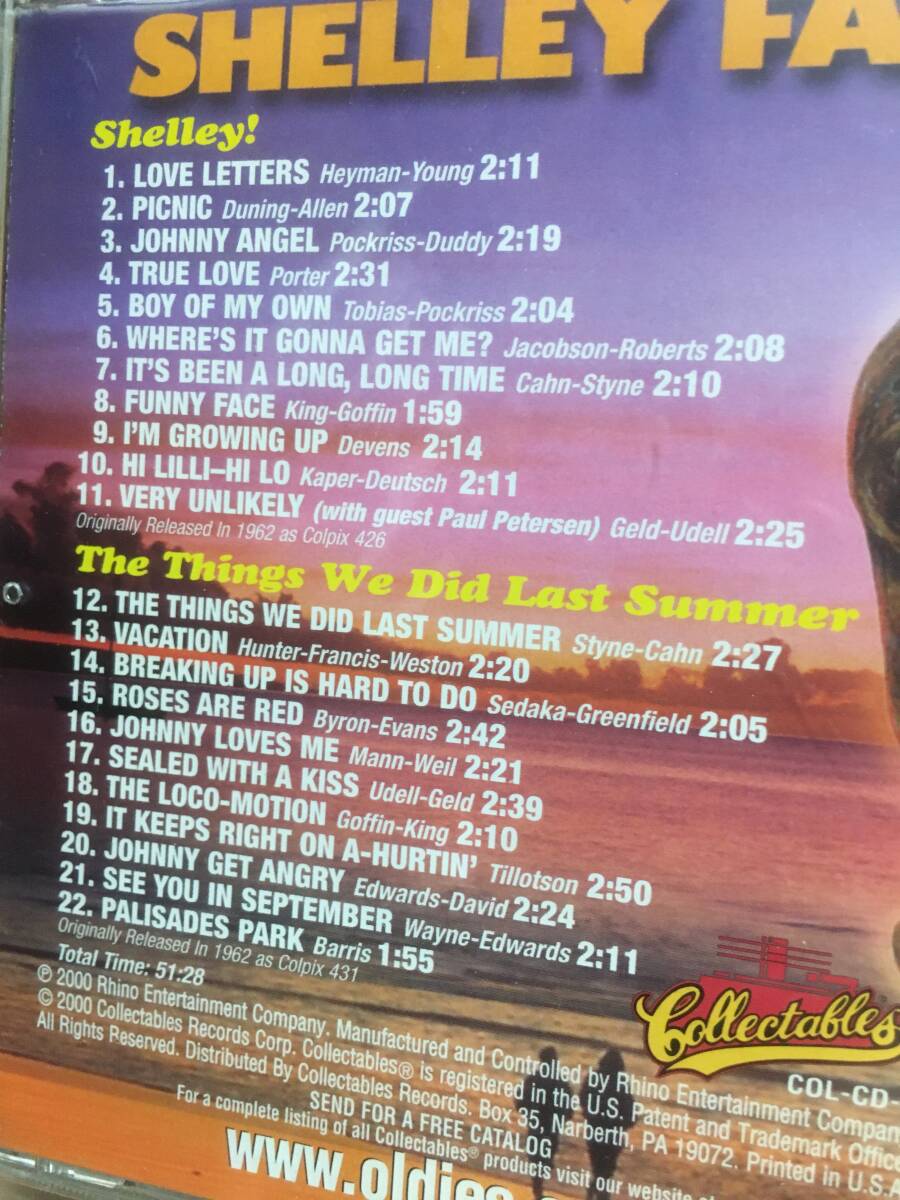 SHELLEY FA
Shelley!
1. LOVE LETTERS Heyman-Young 2:11
2. PICNIC Duning-Allen 2:07
3. JOHNNY ANGEL Pockriss-Duddy 2:19
4. TRUE LOVE Porter 2:31
5. BOY OF MY OWN Tobias-Pockriss 2:04
6. WHERE'S IT GONNA GET ME? Jacobson-Roberts 2:08
7. IT'S BEEN A LONG, LONG TIME Cahn-Styne 2:10
8. FUNNY FACE King-Goffin 1:59
9. I'M GROWING UP Devens 2:14
10. HI LILLI–HI LO Kaper-Deutsch 2:11
11. VERY UNLIKELY (with guest Paul Petersen) Geld-Udell 2:25
Originally Released In 1962 as Colpix 426
The Things We Did Last Summer
12. THE THINGS WE DID LAST SUMMER Styne-Cahn 2:27
13. VACATION Hunter-Francis-Weston 2:20
14. BREAKING UP IS HARD TO DO Sedaka-Greenfield 2:05
15. ROSES ARE RED Byron-Evans 2:42
16. JOHNNY LOVES ME Mann-Weil 2:21
17. SEALED WITH A KISS Udell-Geld 2:39
18. THE LOCO-MOTION Goffin-King 2:10
19. IT KEEPS RIGHT ON A-HURTIN' Tillotson 2:50
20. JOHNNY GET ANGRY Edwards-David 2:24
21. SEE YOU IN SEPTEMBER Wayne-Edwards 2:11
22. PALISADES PARK Barris 1:55
Originally Released In 1962 as Colpix 431
Total Time: 51:28
℗ 2000 Rhino Entertainment Company. Manufactured and Controlled by Rhino Entertainment Compan
© 2000 Collectables Records Corp. Collectables® is registered in the U.S. Patent and Trademark Office
All Rights Reserved. Distributed By Collectables Records. Box 35, Narberth, PA 19072. Printed in U.S.A
SEND FOR A FREE CATALOG
For a complete listing of all Collectables® products visit our website
www.oldies.
Collectables
COL-CD-